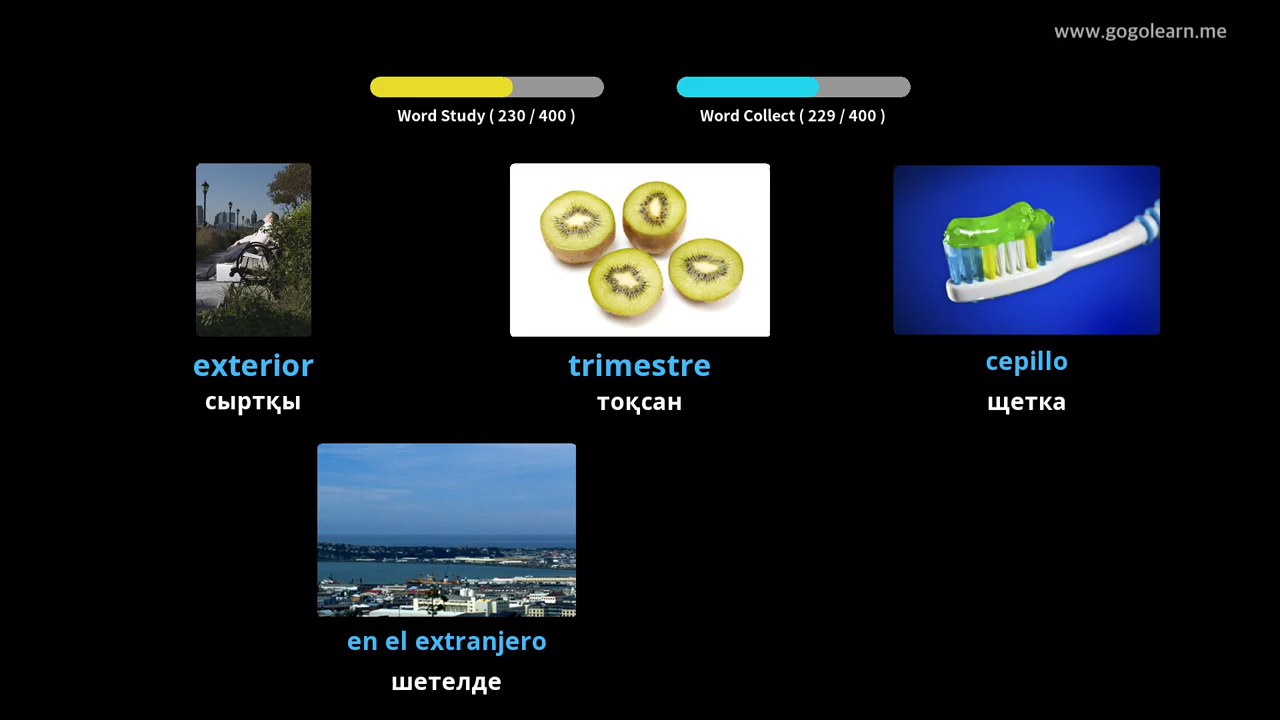 www.gogolearn.me
Word Study ( 230 / 400 )
Word Collect ( 229 / 400 )
exterior
сыртқы
trimestre
тоқсан
cepillo
щетка
en el extranjero
шетелде